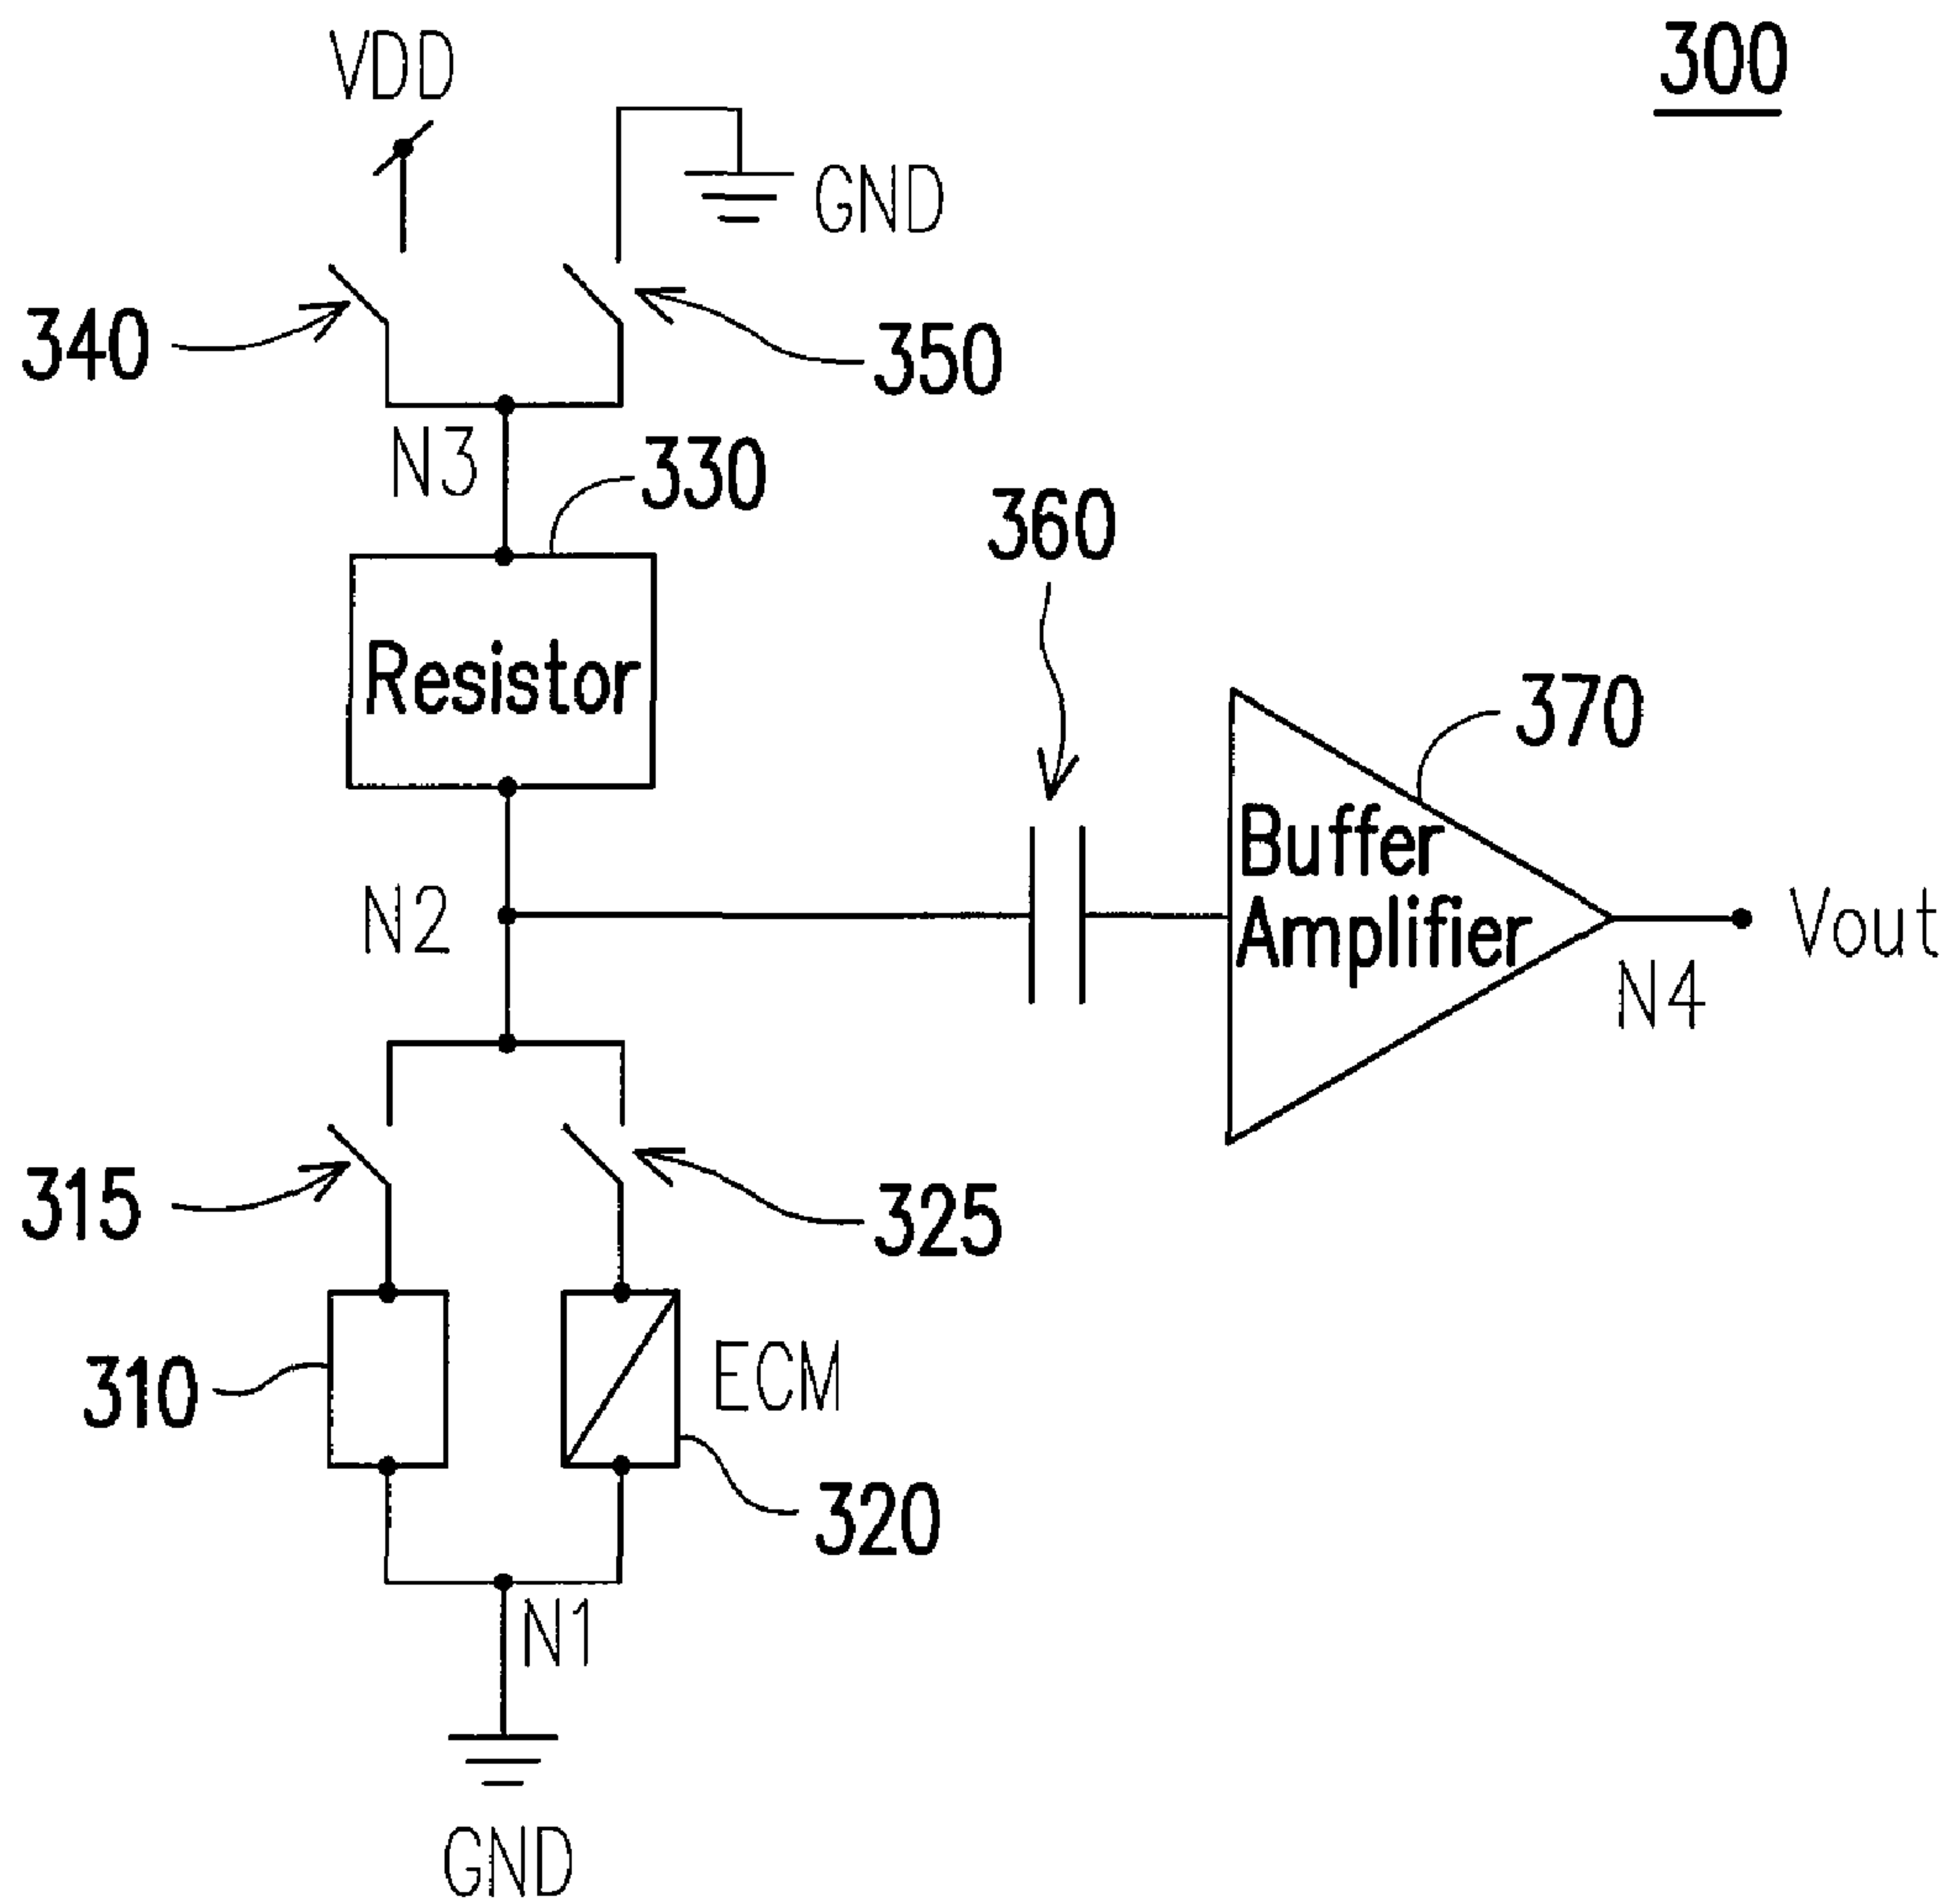 300
VDD
GND
340
350
N3
330
360
Resistor
370
Buffer
Amplifier
N2
Vout
N4
315
325
310
ECM
320
N1
GND